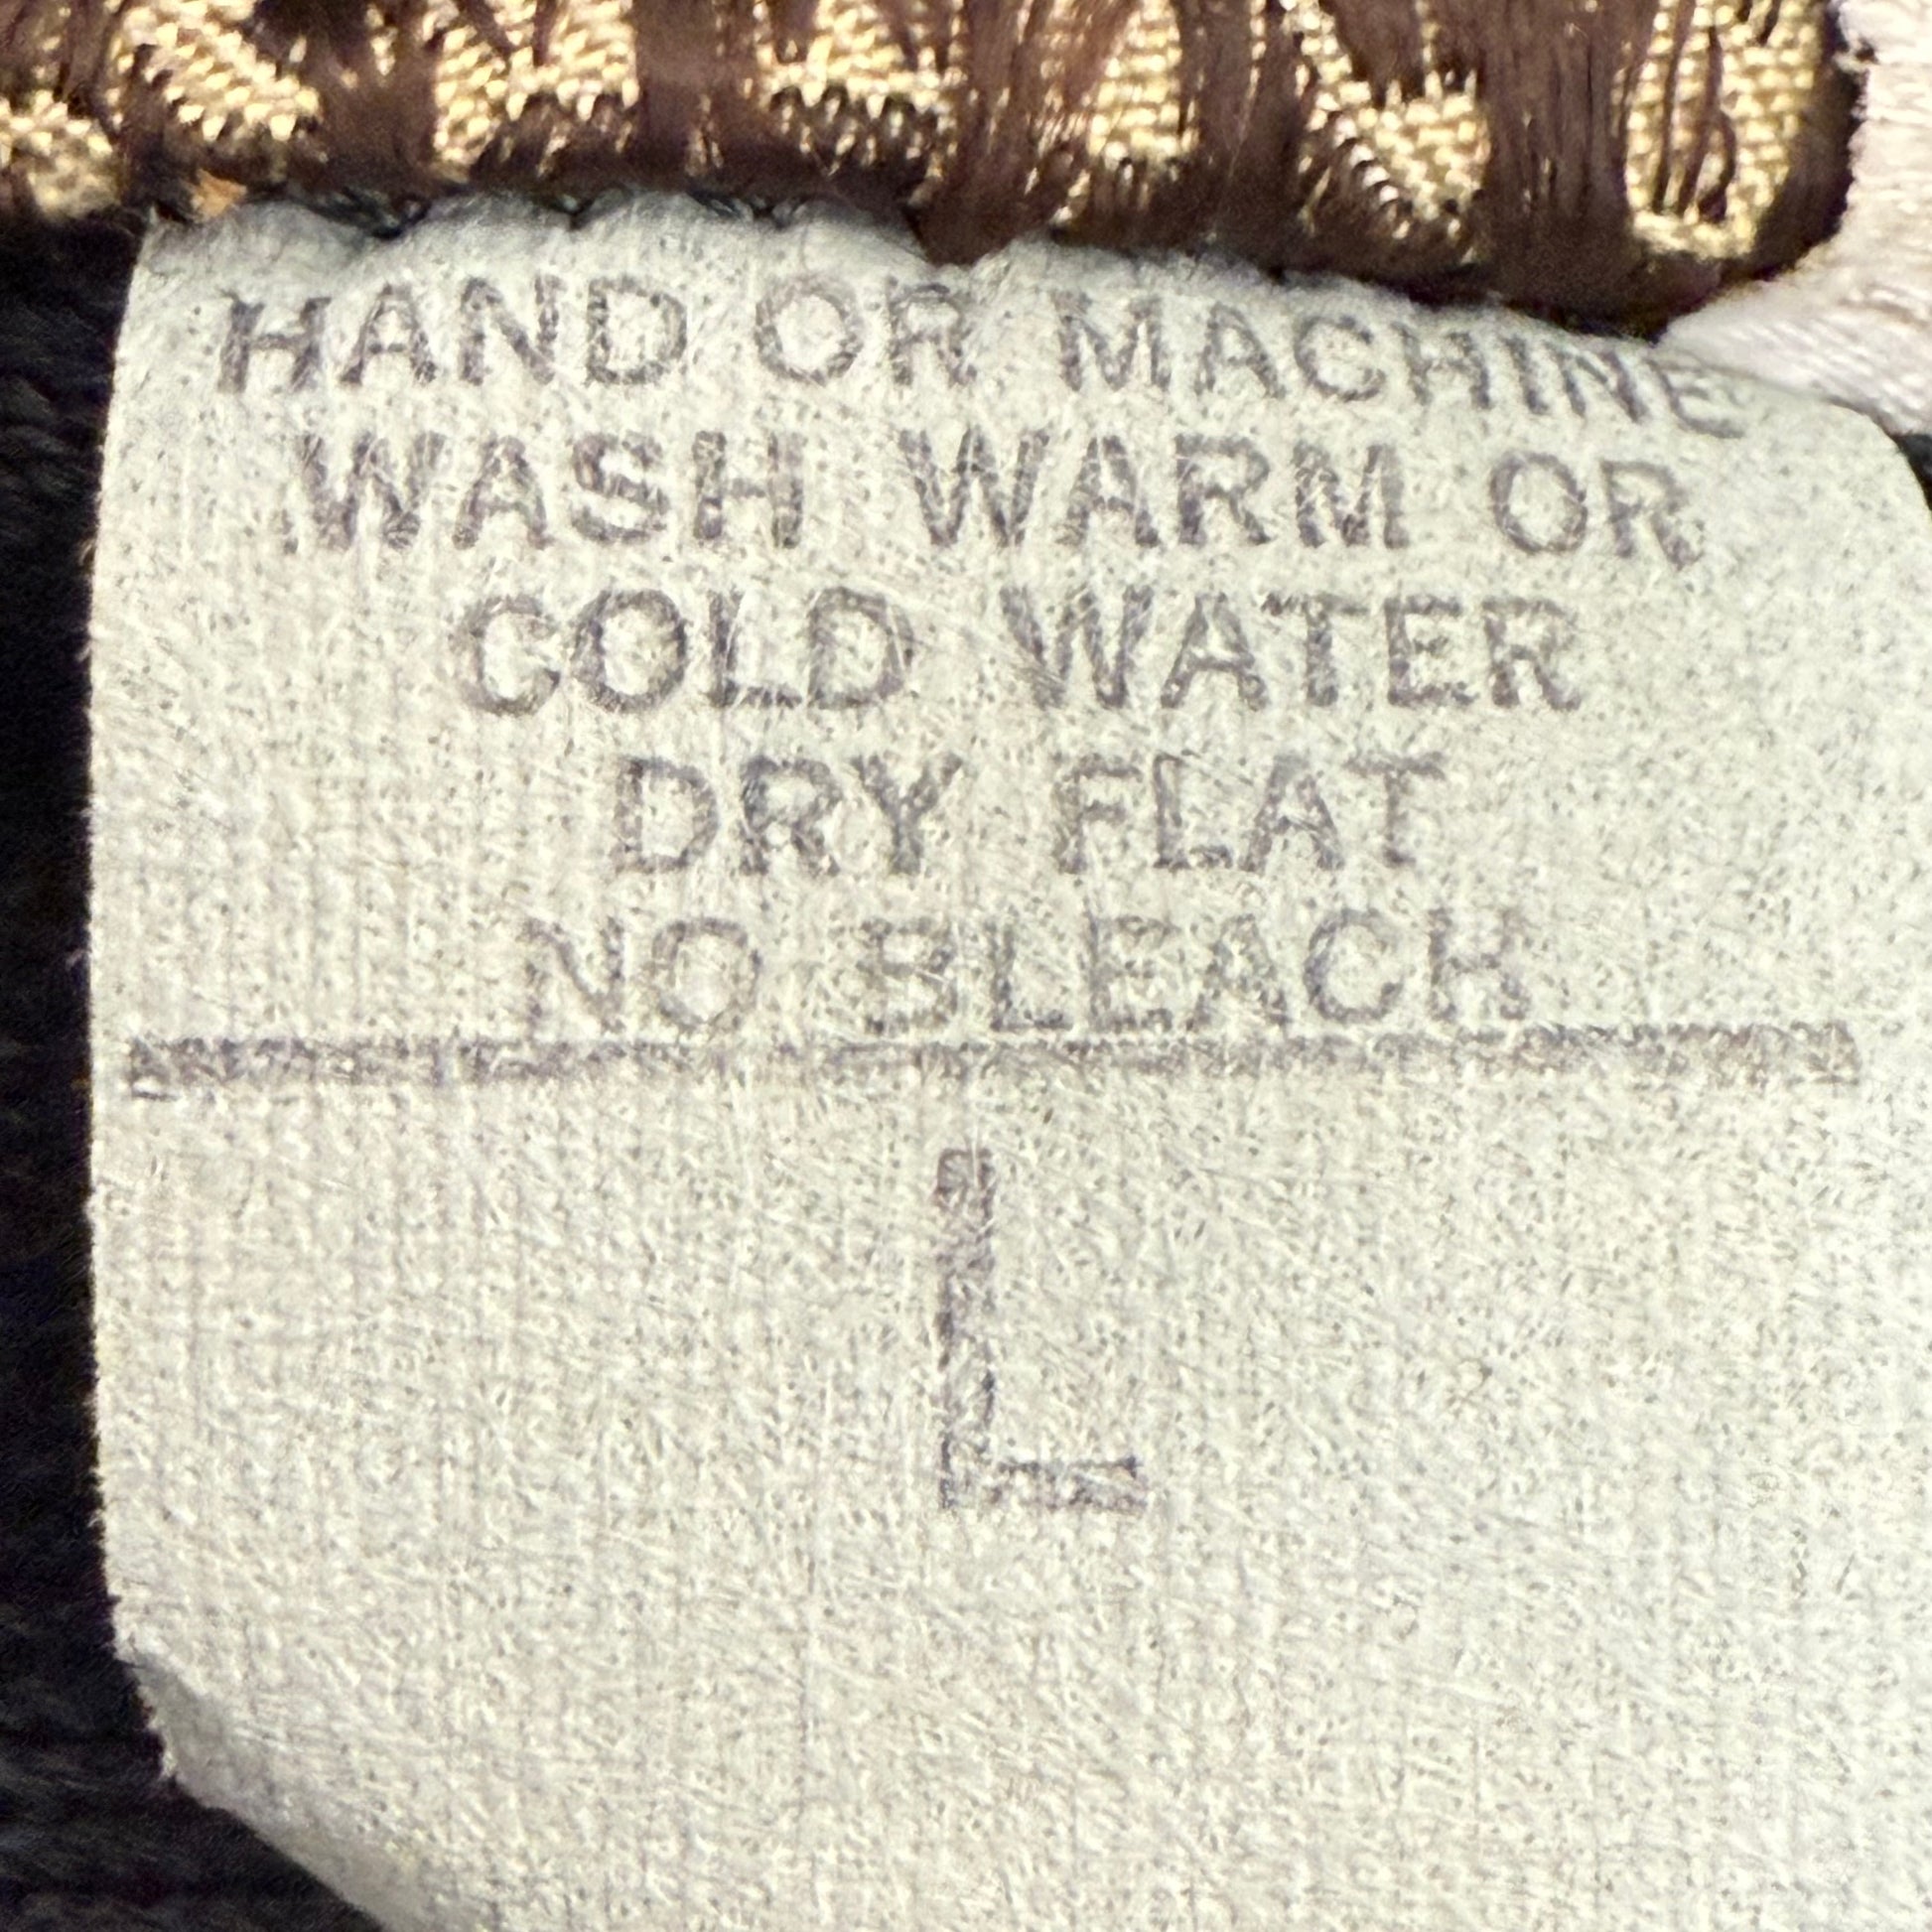 HAND OR MACHINE
WASH WARM OR
COLD WATER
DRY FLAT
NO BLEACH
L